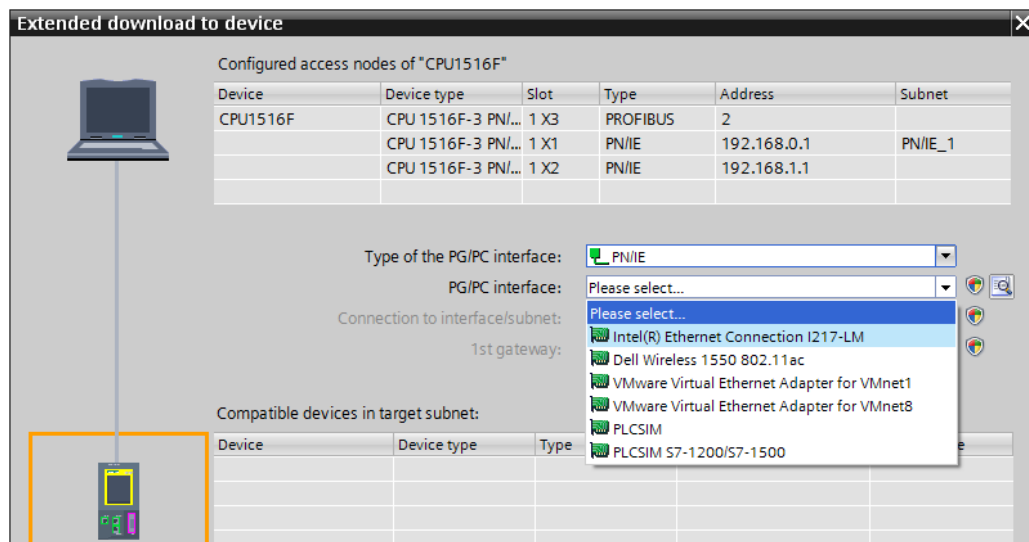 Extended download to device
Configured access nodes of "CPU1516F"
Device Device type Slot Type Address Subnet
CPU1516F CPU 1516F-3 PN/... 1 X3 PROFIBUS 2
CPU 1516F-3 PN/... 1 X1 PN/IE 192.168.0.1 PN/IE_1
CPU 1516F-3 PN/... 1 X2 PN/IE 192.168.1.1
Type of the PG/PC interface: PN/IE
PG/PC interface: Please select...
Connection to interface/subnet: Please select...
1st gateway: Intel(R) Ethernet Connection I217-LM
Dell Wireless 1550 802.11ac
VMware Virtual Ethernet Adapter for VMnet1
VMware Virtual Ethernet Adapter for VMnet8
PLCSIM
PLCSIM S7-1200/S7-1500
Compatible devices in target subnet:
Device Device type Type